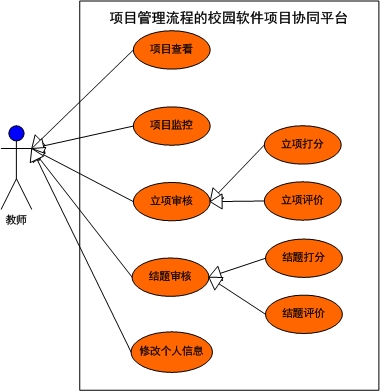 项目管理流程的校园软件项目协同平台
项目查看
项目监控
立项打分
立项审核
立项评价
教师
结题打分
结题审核
结题评价
修改个人信息